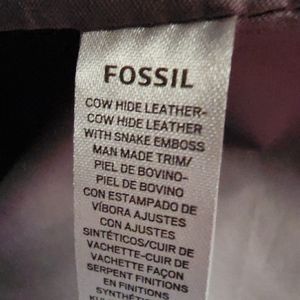 FOSSIL
COW HIDE LEATHER-
COW HIDE LEATHER
WITH SNAKE EMBOSS
MAN MADE TRIM/
PIEL DE BOVINO-
PIEL DE BOVINO
CON ESTAMPADO DE
VÍBORA AJUSTES
CON AJUSTES
SINTÉTICOS/CUIR DE
VACHETTE-CUIR DE
VACHETTE FAÇON
SERPENT FINITIONS
EN FINITIONS